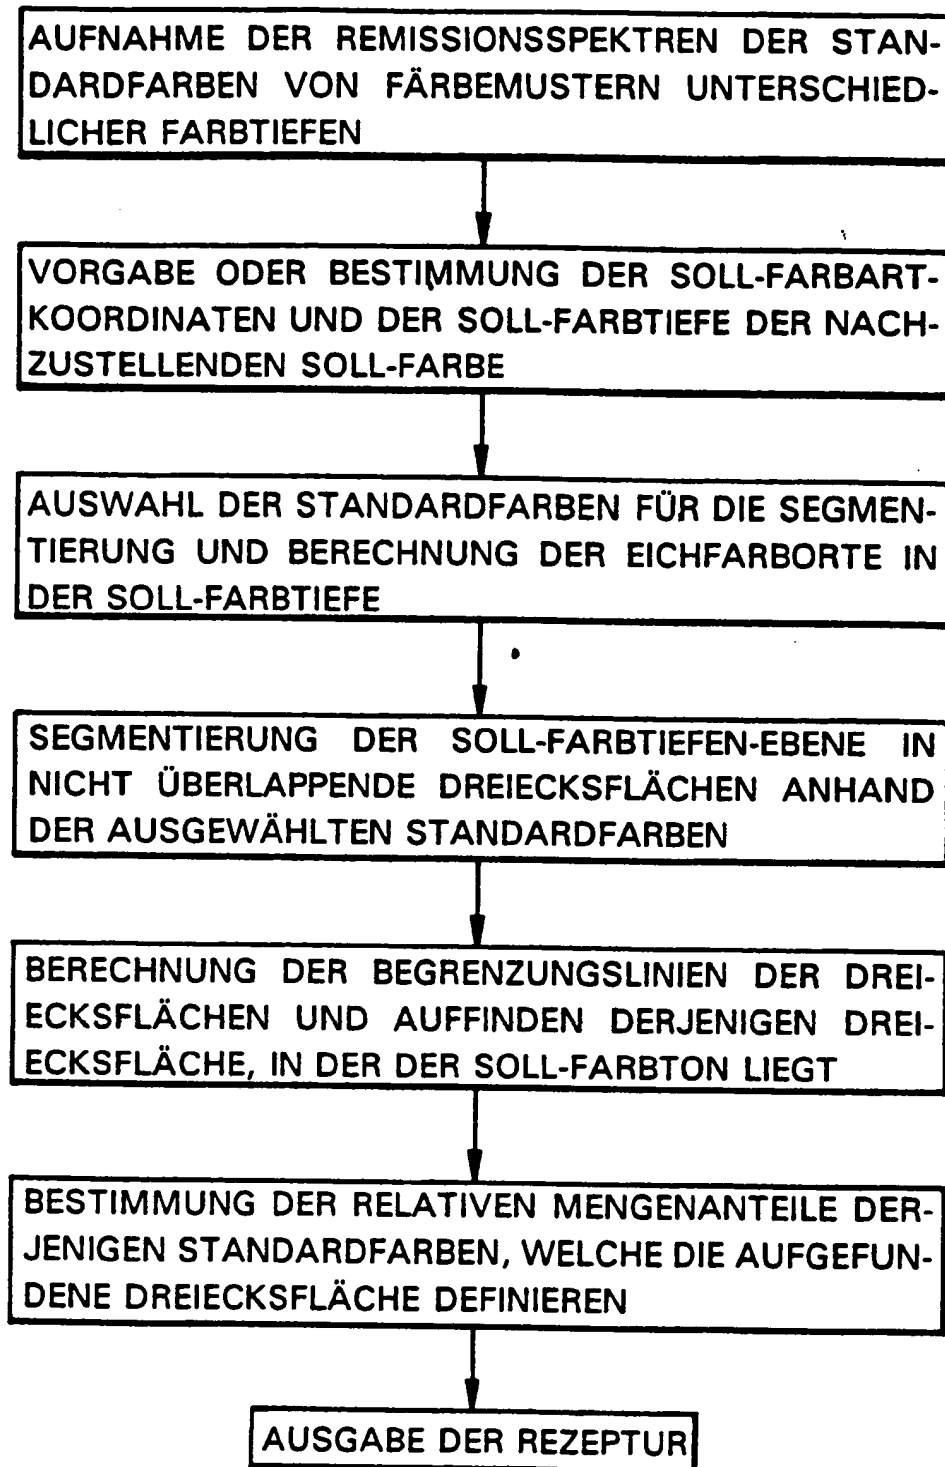 AUFNAHME DER REMISSIONSSPEKTREN DER STAN-
DARDFARBEN VON FÄRBEMUSTERN UNTERSCHIED-
LICHER FARBTIEFEN
VORGABE ODER BESTIMMUNG DER SOLL-FARBART-
KOORDINATEN UND DER SOLL-FARBTIEFE DER NACH-
ZUSTELLENDEN SOLL-FARBE
AUSWAHL DER STANDARDFARBEN FÜR DIE SEGMEN-
TIERUNG UND BERECHNUNG DER EICHFARBORTE IN
DER SOLL-FARBTIEFE
SEGMENTIERUNG DER SOLL-FARBTIEFEN-EBENE IN
NICHT ÜBERLAPPENDE DREIECKSFLÄCHEN ANHAND
DER AUSGEWÄHLTEN STANDARDFARBEN
BERECHNUNG DER BEGRENZUNGSLINIEN DER DREI-
ECKSFLÄCHEN UND AUFFINDEN DERJENIGEN DREI-
ECKSFLÄCHE, IN DER DER SOLL-FARBTON LIEGT
BESTIMMUNG DER RELATIVEN MENGENANTEILE DER-
JENIGEN STANDARDFARBEN, WELCHE DIE AUFGEFUN-
DENE DREIECKSFLÄCHE DEFINIEREN
AUSGABE DER REZEPTUR